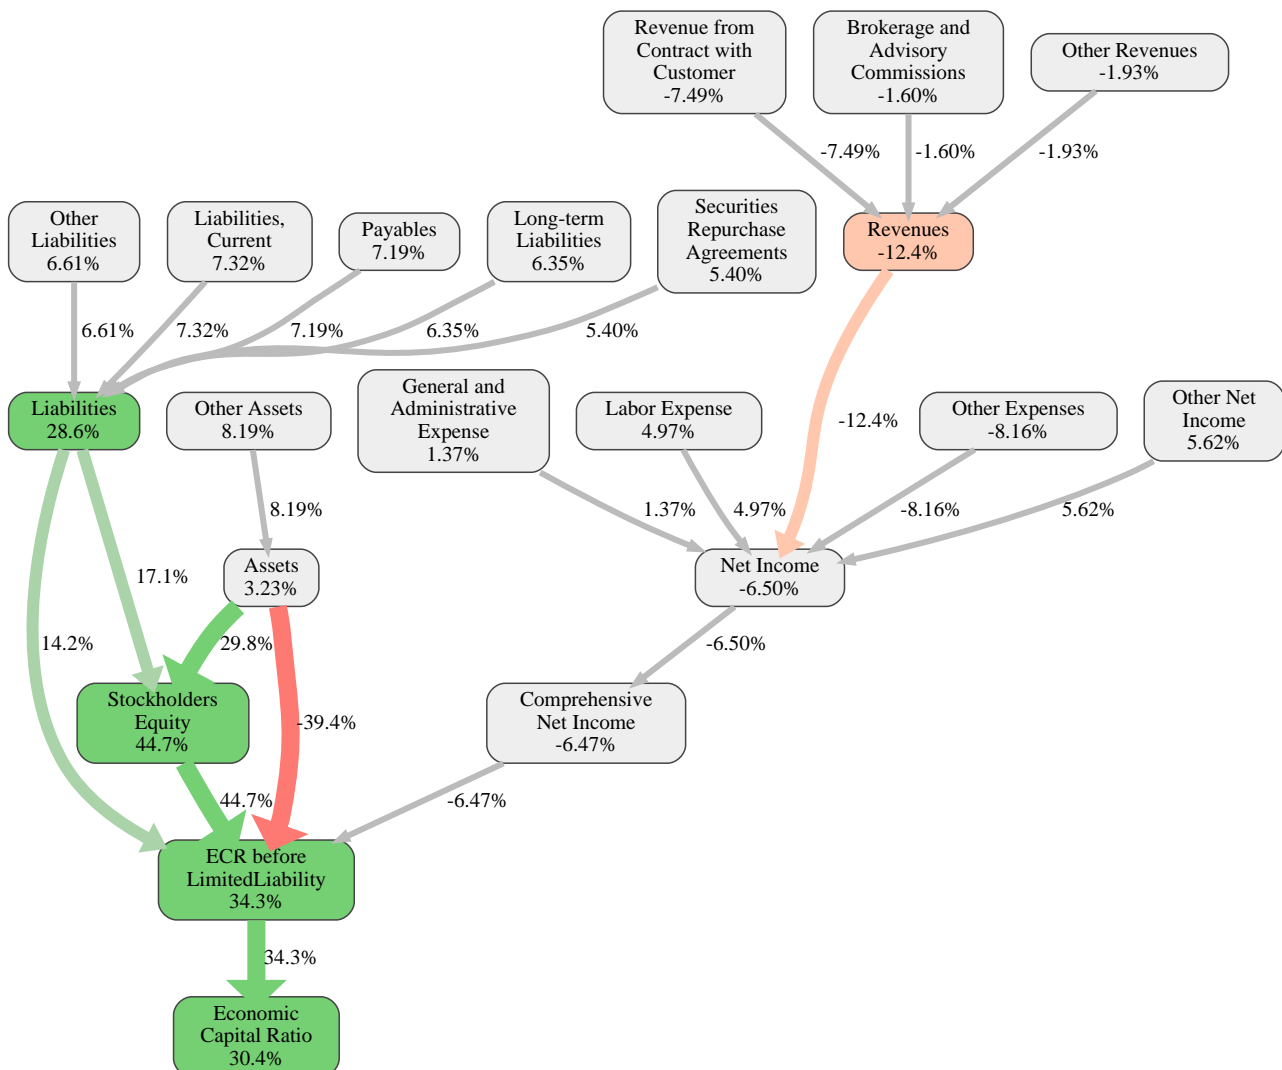 Revenue from
Contract with
Customer
-7.49%
Brokerage and
Advisory
Commissions
-1.60%
Other Revenues
-1.93%
-7.49%
-1.60%
-1.93%
Other
Liabilities
6.61%
Liabilities,
Current
7.32%
Payables
7.19%
Long-term
Liabilities
6.35%
Securities
Repurchase
Agreements
5.40%
Revenues
-12.4%
6.61%
7.32%
7.19%
6.35%
5.40%
Liabilities
28.6%
Other Assets
8.19%
General and
Administrative
Expense
1.37%
Labor Expense
4.97%
-12.4%
Other Expenses
-8.16%
Other Net
Income
5.62%
8.19%
1.37%
4.97%
-8.16%
5.62%
17.1%
Assets
3.23%
Net Income
-6.50%
14.2%
29.8%
-6.50%
Stockholders
Equity
44.7%
-39.4%
Comprehensive
Net Income
-6.47%
44.7%
-6.47%
ECR before
LimitedLiability
34.3%
34.3%
Economic
Capital Ratio
30.4%